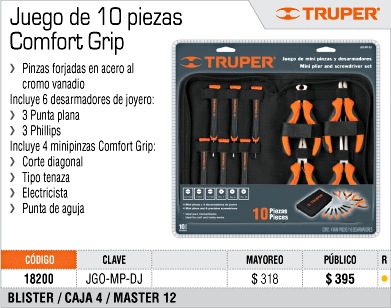 Juego de 10 piezas
Comfort Grip
TRUPER
❯ Pinzas forjadas en acero al
cromo vanadio
Incluye 6 desarmadores de joyero:
❯ 3 Punta plana
❯ 3 Phillips
Incluye 4 minipinzas Comfort Grip:
❯ Corte diagonal
❯ Tipo tenaza
❯ Electricista
❯ Punta de aguja
TRUPER
Juego de mini pinzas y desarmadores
Mini plier and screwdriver set
10 Piezas
Pieces
CÓDIGO CLAVE MAYOREO PÚBLICO R
18200 JGO-MP-DJ $ 318 $ 395
BLISTER / CAJA 4 / MASTER 12